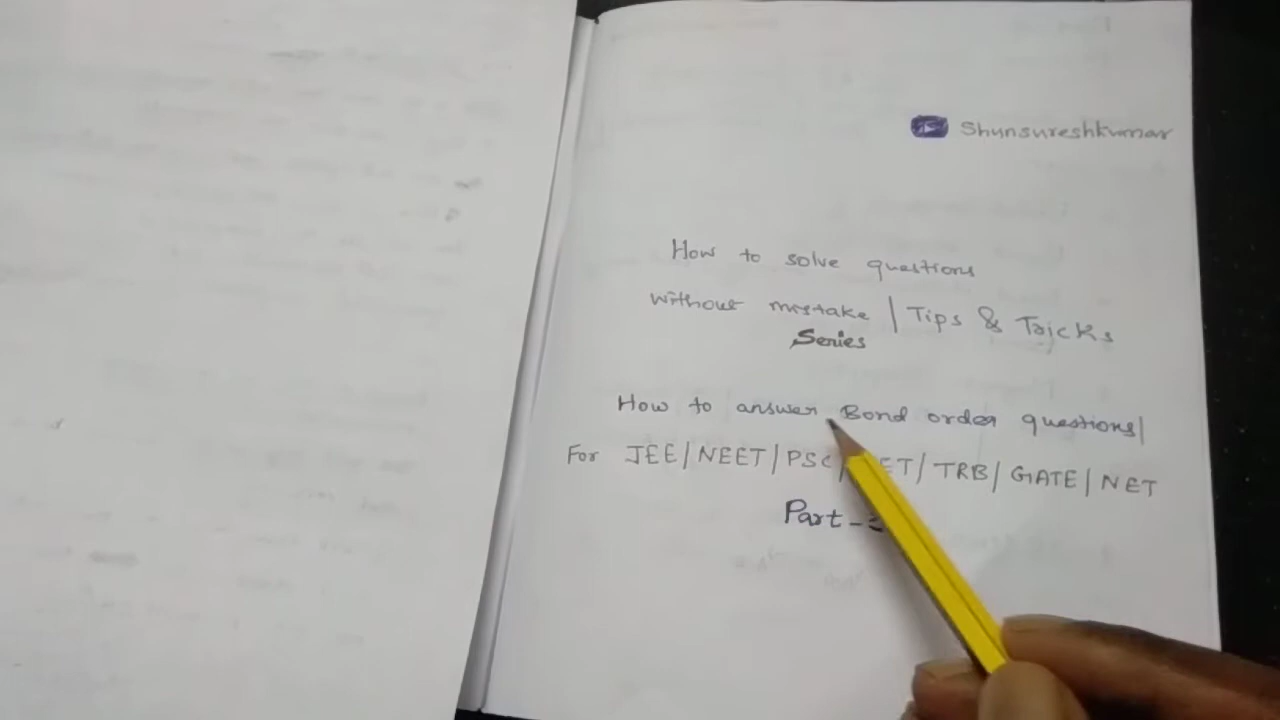 Shunsureshkumar
How to solve questions
without mistake | Tips & Tricks
Series
How to answer Bond order questions|
For JEE/NEET/PSC/ /TRB/GATE/NET
Part -